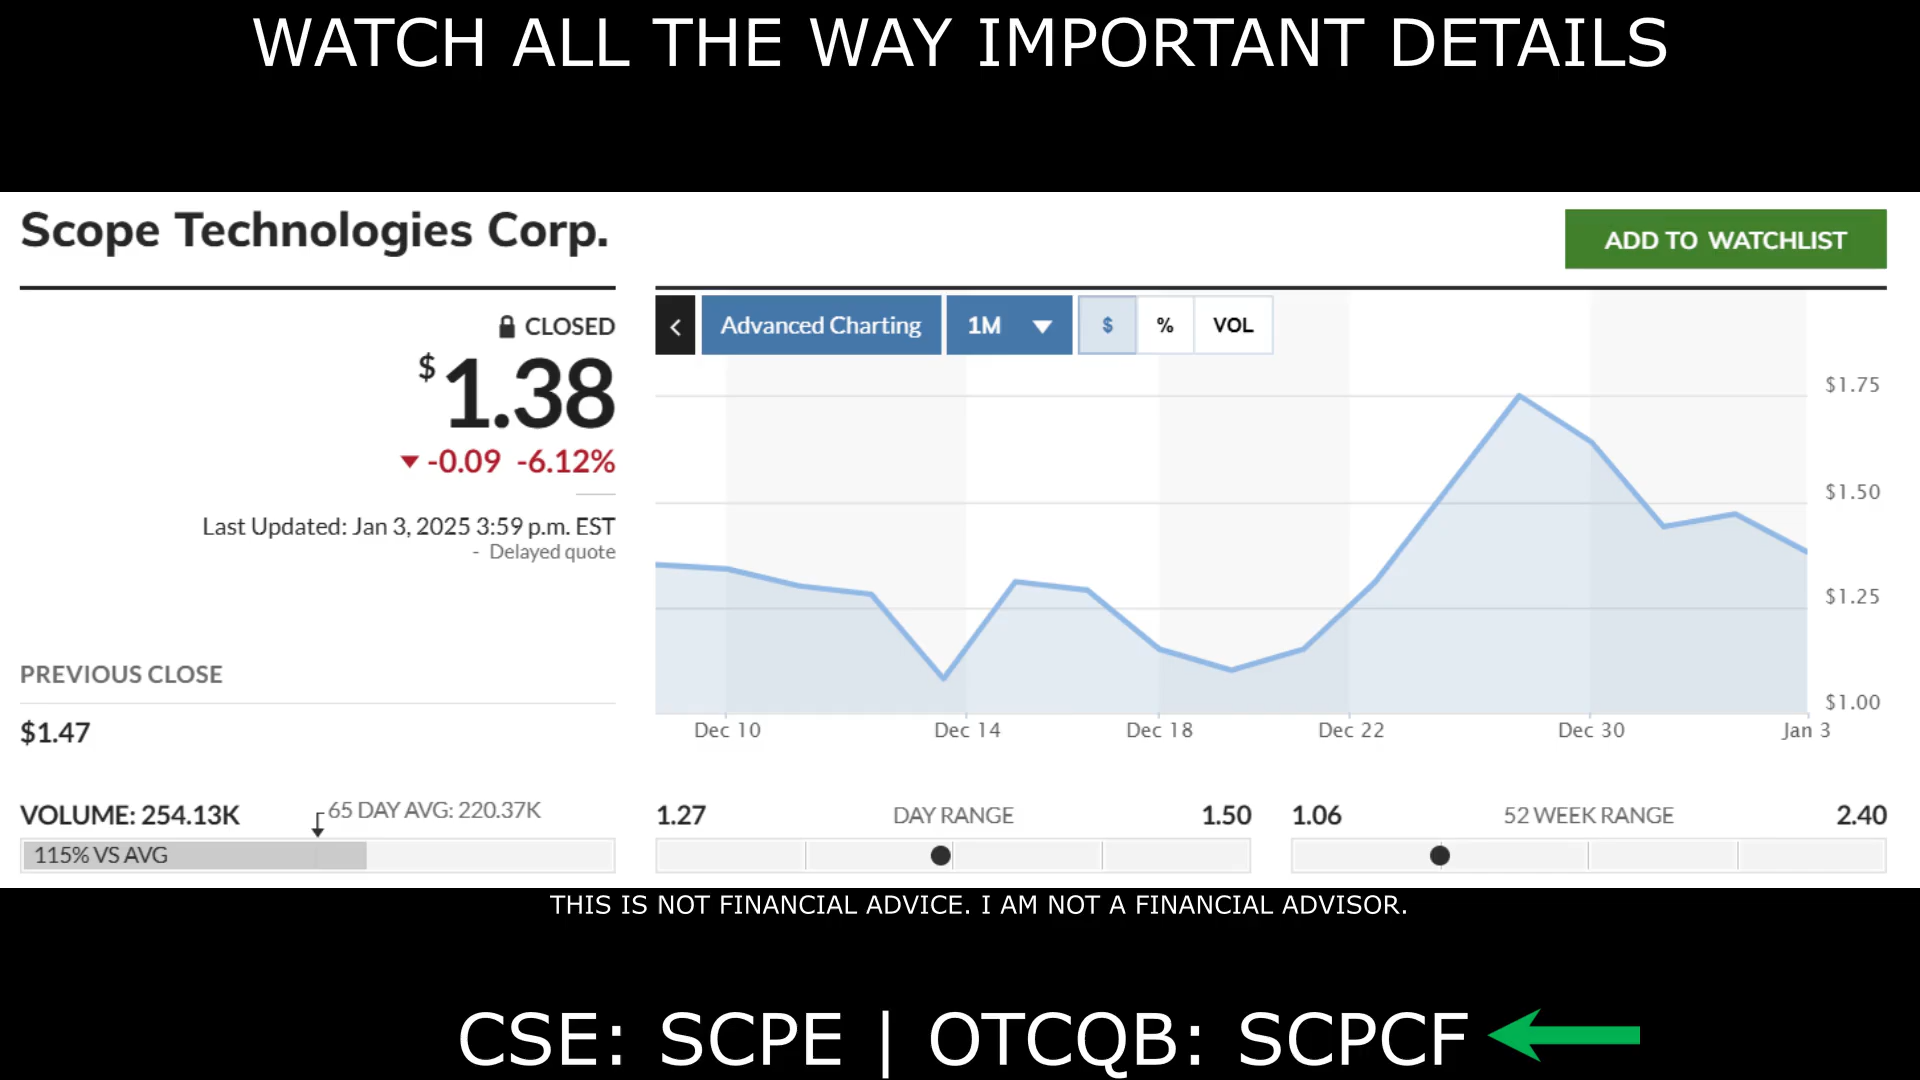 WATCH ALL THE WAY IMPORTANT DETAILS
Scope Technologies Corp.
ADD TO WATCHLIST
CLOSED
$1.38
-0.09 -6.12%
Last Updated: Jan 3, 2025 3:59 p.m. EST
- Delayed quote
PREVIOUS CLOSE
$1.47
VOLUME: 254.13K
65 DAY AVG: 220.37K
115% VS AVG
< Advanced Charting 1M $ % VOL
$1.75
$1.50
$1.25
$1.00
Dec 10 Dec 14 Dec 18 Dec 22 Dec 30 Jan 3
1.27 DAY RANGE 1.50
1.06 52 WEEK RANGE 2.40
THIS IS NOT FINANCIAL ADVICE. I AM NOT A FINANCIAL ADVISOR.
CSE: SCPE | OTCQB: SCPCF